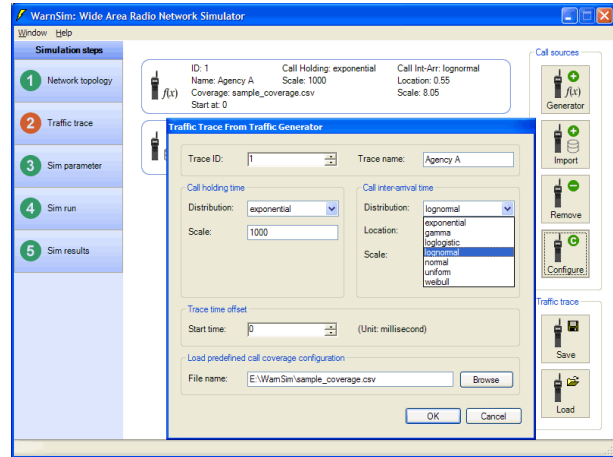 WarnSim: Wide Area Radio Network Simulator
Window Help
Simulation steps
1 Network topology
2 Traffic trace
3 Sim parameter
4 Sim run
5 Sim results
ID: 1 Call Holding: exponential Call Int-Arr: lognormal
Name: Agency A Scale: 1000 Location: 0.55
f(x) Coverage: sample_coverage.csv Scale: 8.05
Start at: 0
Call sources
f(x)
Generator
Import
Remove
C
Configure
Traffic trace
Save
Load
Traffic Trace From Traffic Generator
Trace ID: 1 Trace name: Agency A
Call holding time
Distribution: exponential
Scale: 1000
Call inter-arrival time
Distribution: lognormal
Location:
Scale:
exponential
gamma
loglogistic
lognormal
normal
uniform
weibull
Trace time offset
Start time: 0 (Unit: millisecond)
Load predefined call coverage configuration
File name: E:\WarnSim\sample_coverage.csv Browse
OK Cancel